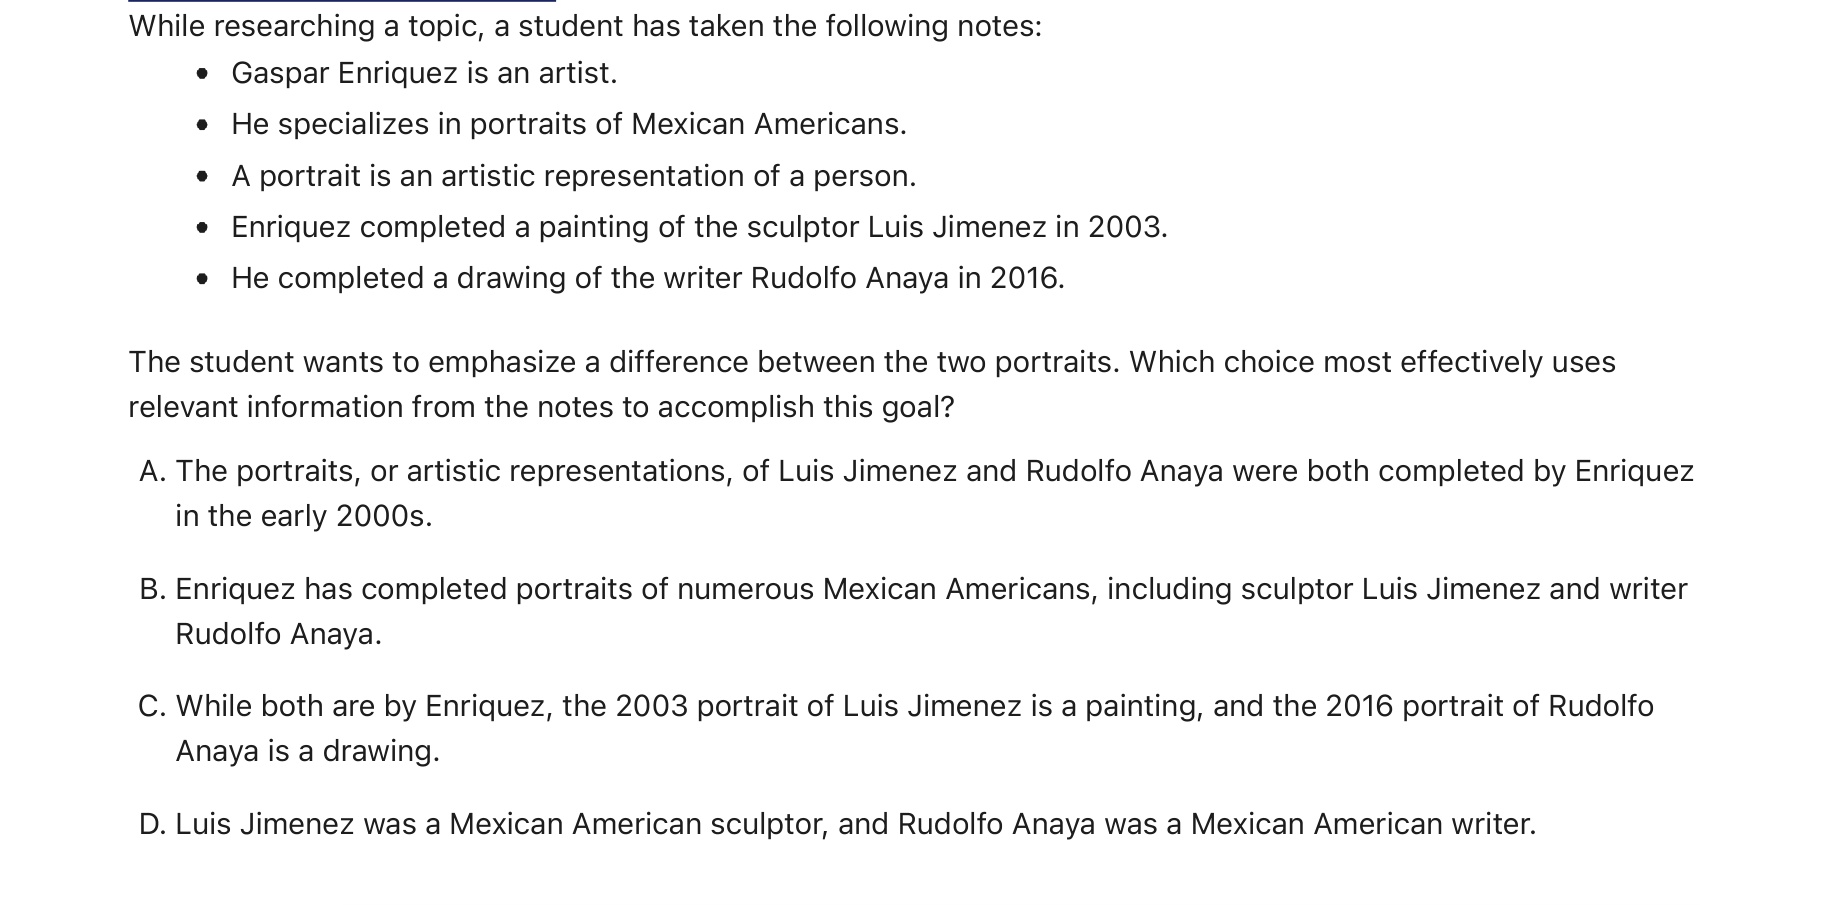 While researching a topic, a student has taken the following notes:
• Gaspar Enriquez is an artist.
• He specializes in portraits of Mexican Americans.
• A portrait is an artistic representation of a person.
• Enriquez completed a painting of the sculptor Luis Jimenez in 2003.
• He completed a drawing of the writer Rudolfo Anaya in 2016.
The student wants to emphasize a difference between the two portraits. Which choice most effectively uses
relevant information from the notes to accomplish this goal?
A. The portraits, or artistic representations, of Luis Jimenez and Rudolfo Anaya were both completed by Enriquez
in the early 2000s.
B. Enriquez has completed portraits of numerous Mexican Americans, including sculptor Luis Jimenez and writer
Rudolfo Anaya.
C. While both are by Enriquez, the 2003 portrait of Luis Jimenez is a painting, and the 2016 portrait of Rudolfo
Anaya is a drawing.
D. Luis Jimenez was a Mexican American sculptor, and Rudolfo Anaya was a Mexican American writer.